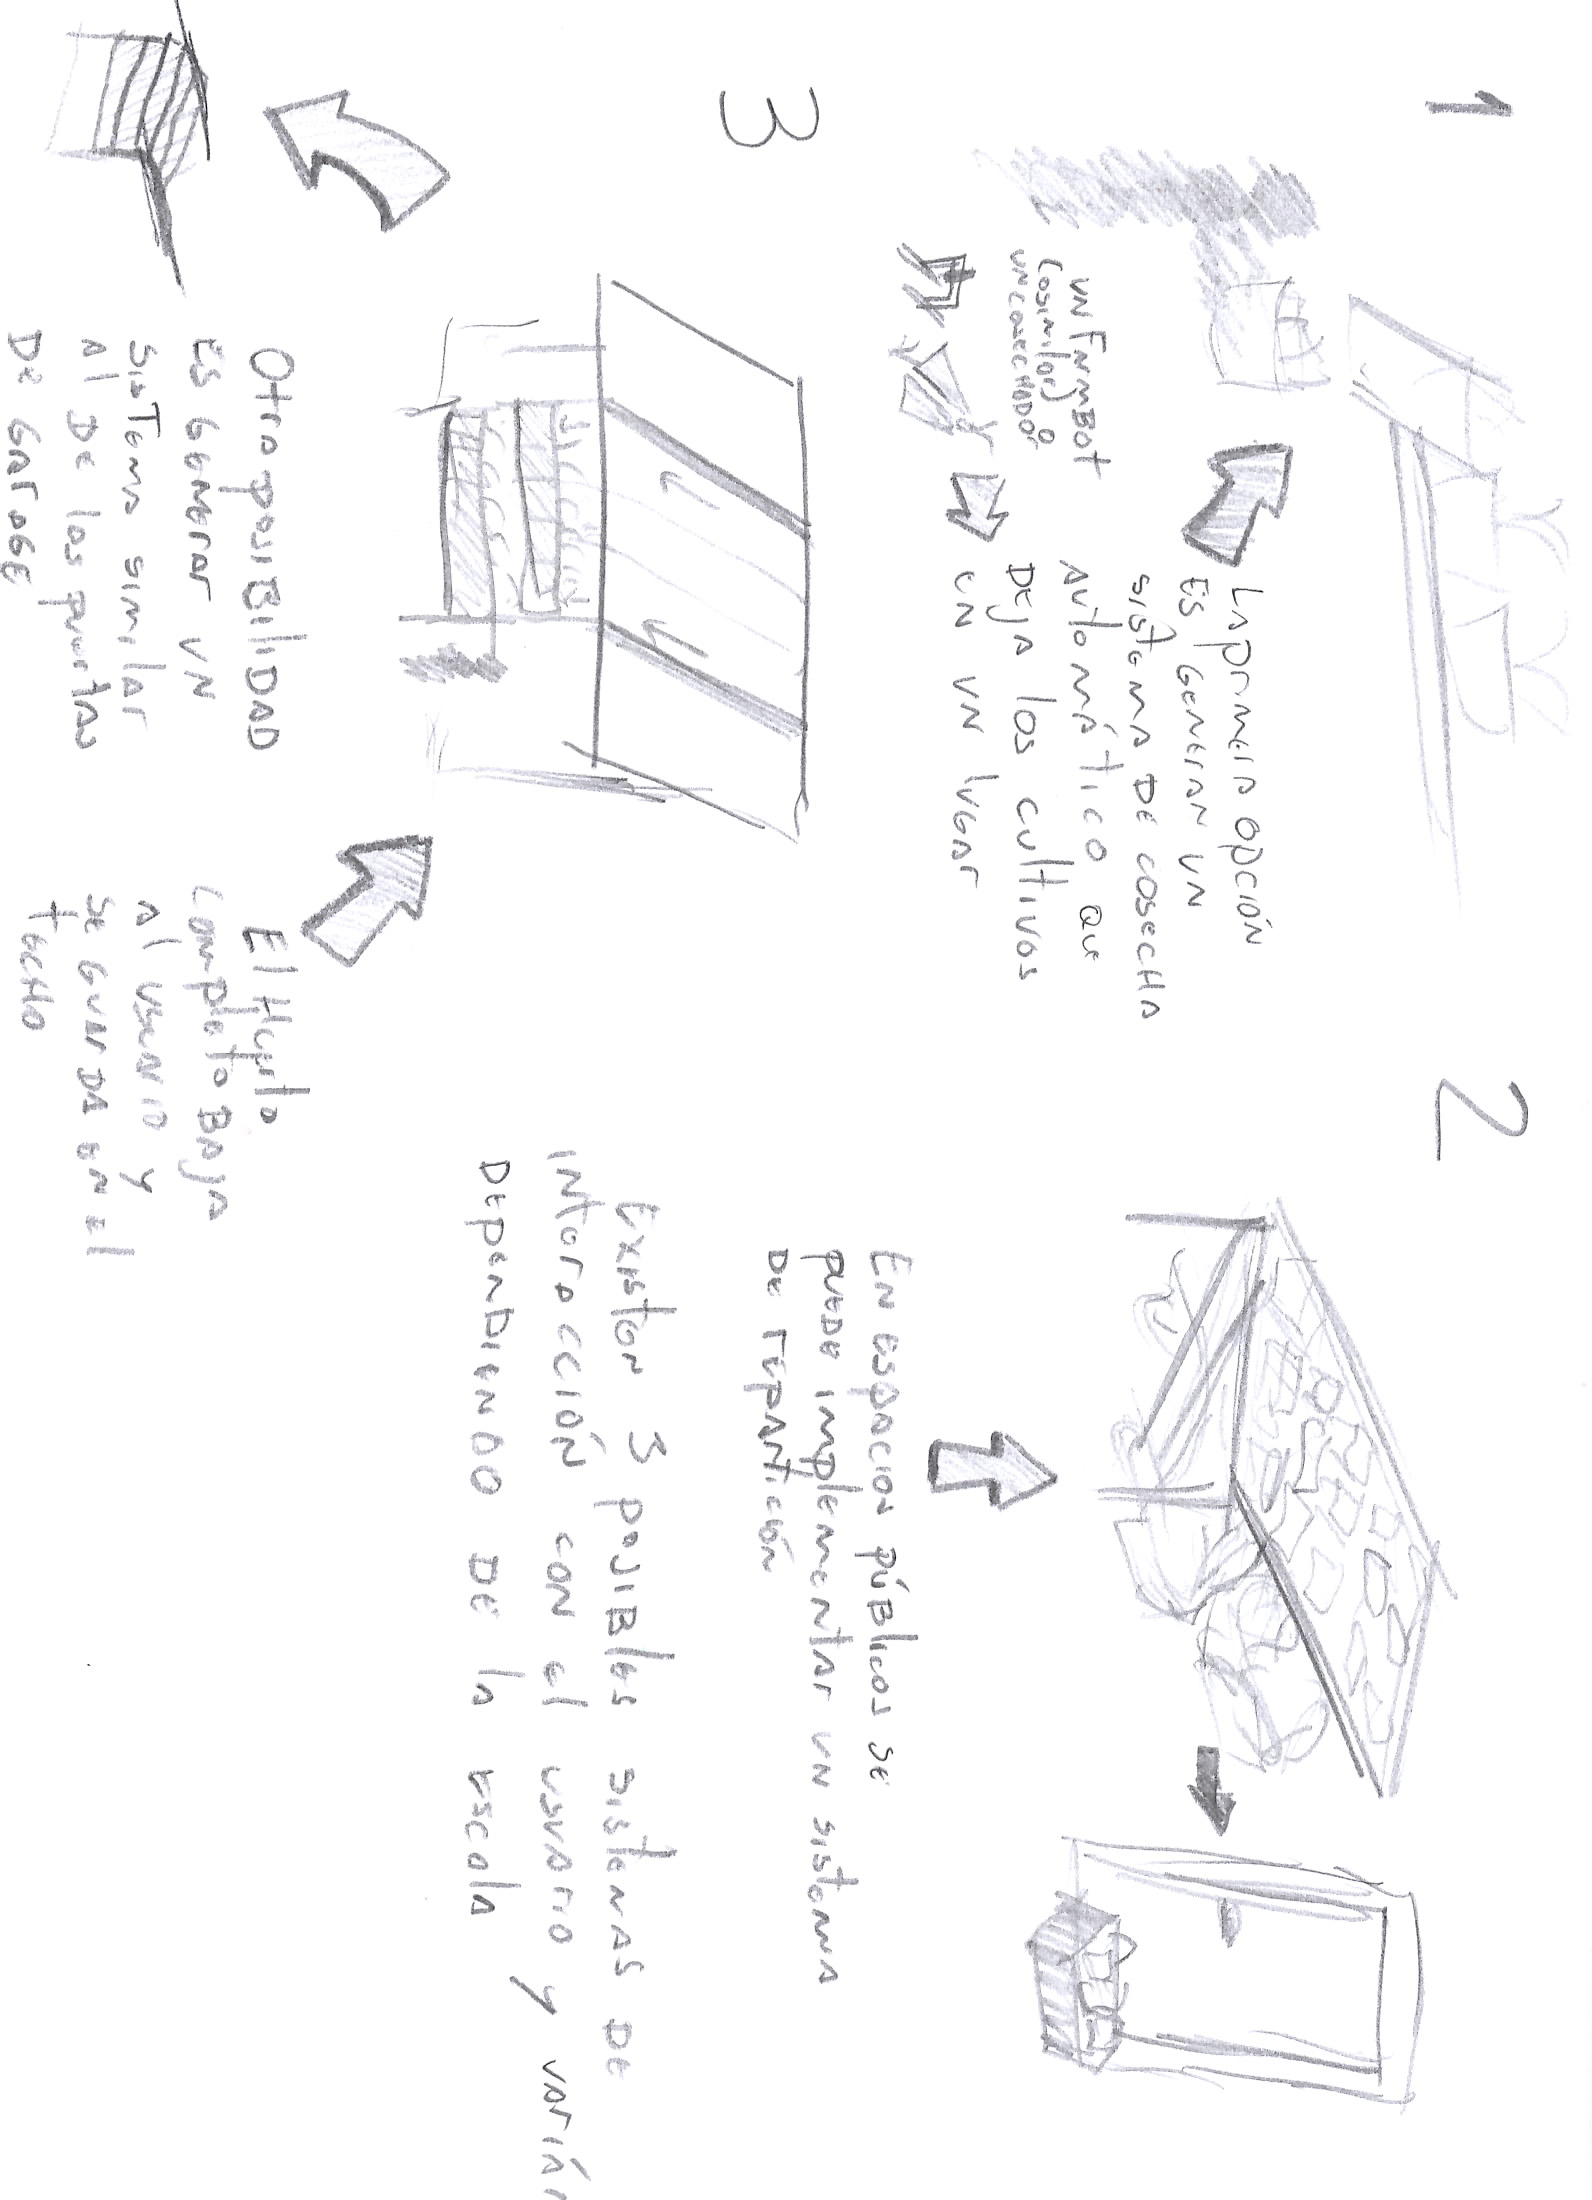 1
La primera opción
es generar un
sistema de cosecha
automático que
deja los cultivos
en un lugar
un Farmbot
(o similar) o
un cosechador
2
En espacios públicos se
puede implementar un sistema
de repartición
Existen 3 posibles sistemas de
interacción con el usuario y varían
dependiendo de la escala
3
Otra posibilidad
es generar un
sistema similar
al de las puertas
de garage
El Huerto
completo baja
al usuario y
se guarda en el
techo